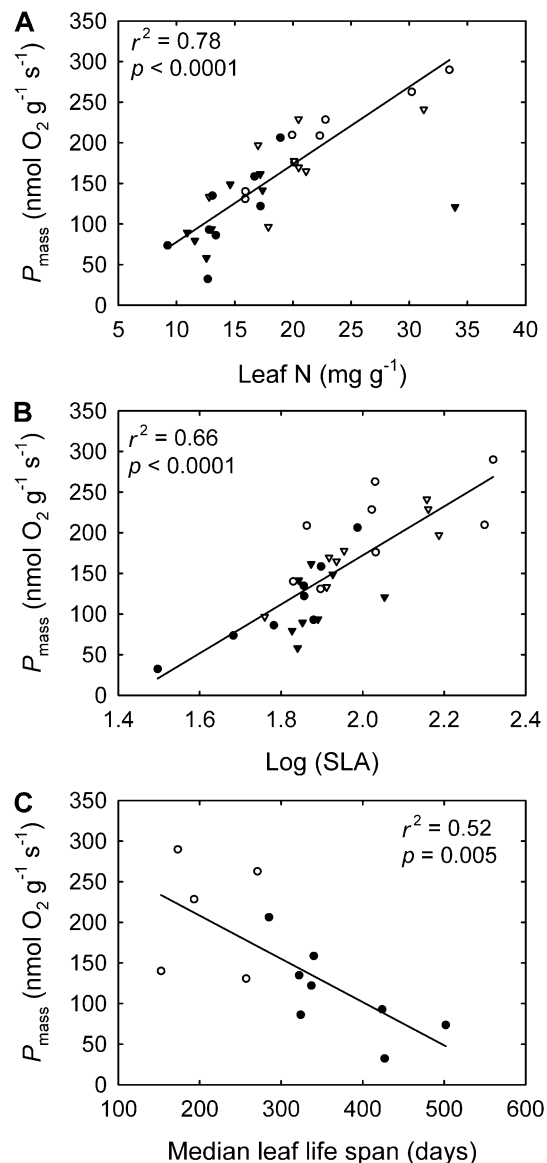 A
r² = 0.78
p < 0.0001
350
300
250
200
150
100
50
0
P_mass (nmol O₂ g⁻¹ s⁻¹)
5 10 15 20 25 30 35 40
Leaf N (mg g⁻¹)
B
r² = 0.66
p < 0.0001
350
300
250
200
150
100
50
0
P_mass (nmol O₂ g⁻¹ s⁻¹)
1.4 1.6 1.8 2.0 2.2 2.4
Log (SLA)
C
r² = 0.52
p = 0.005
350
300
250
200
150
100
50
0
P_mass (nmol O₂ g⁻¹ s⁻¹)
100 200 300 400 500 600
Median leaf life span (days)